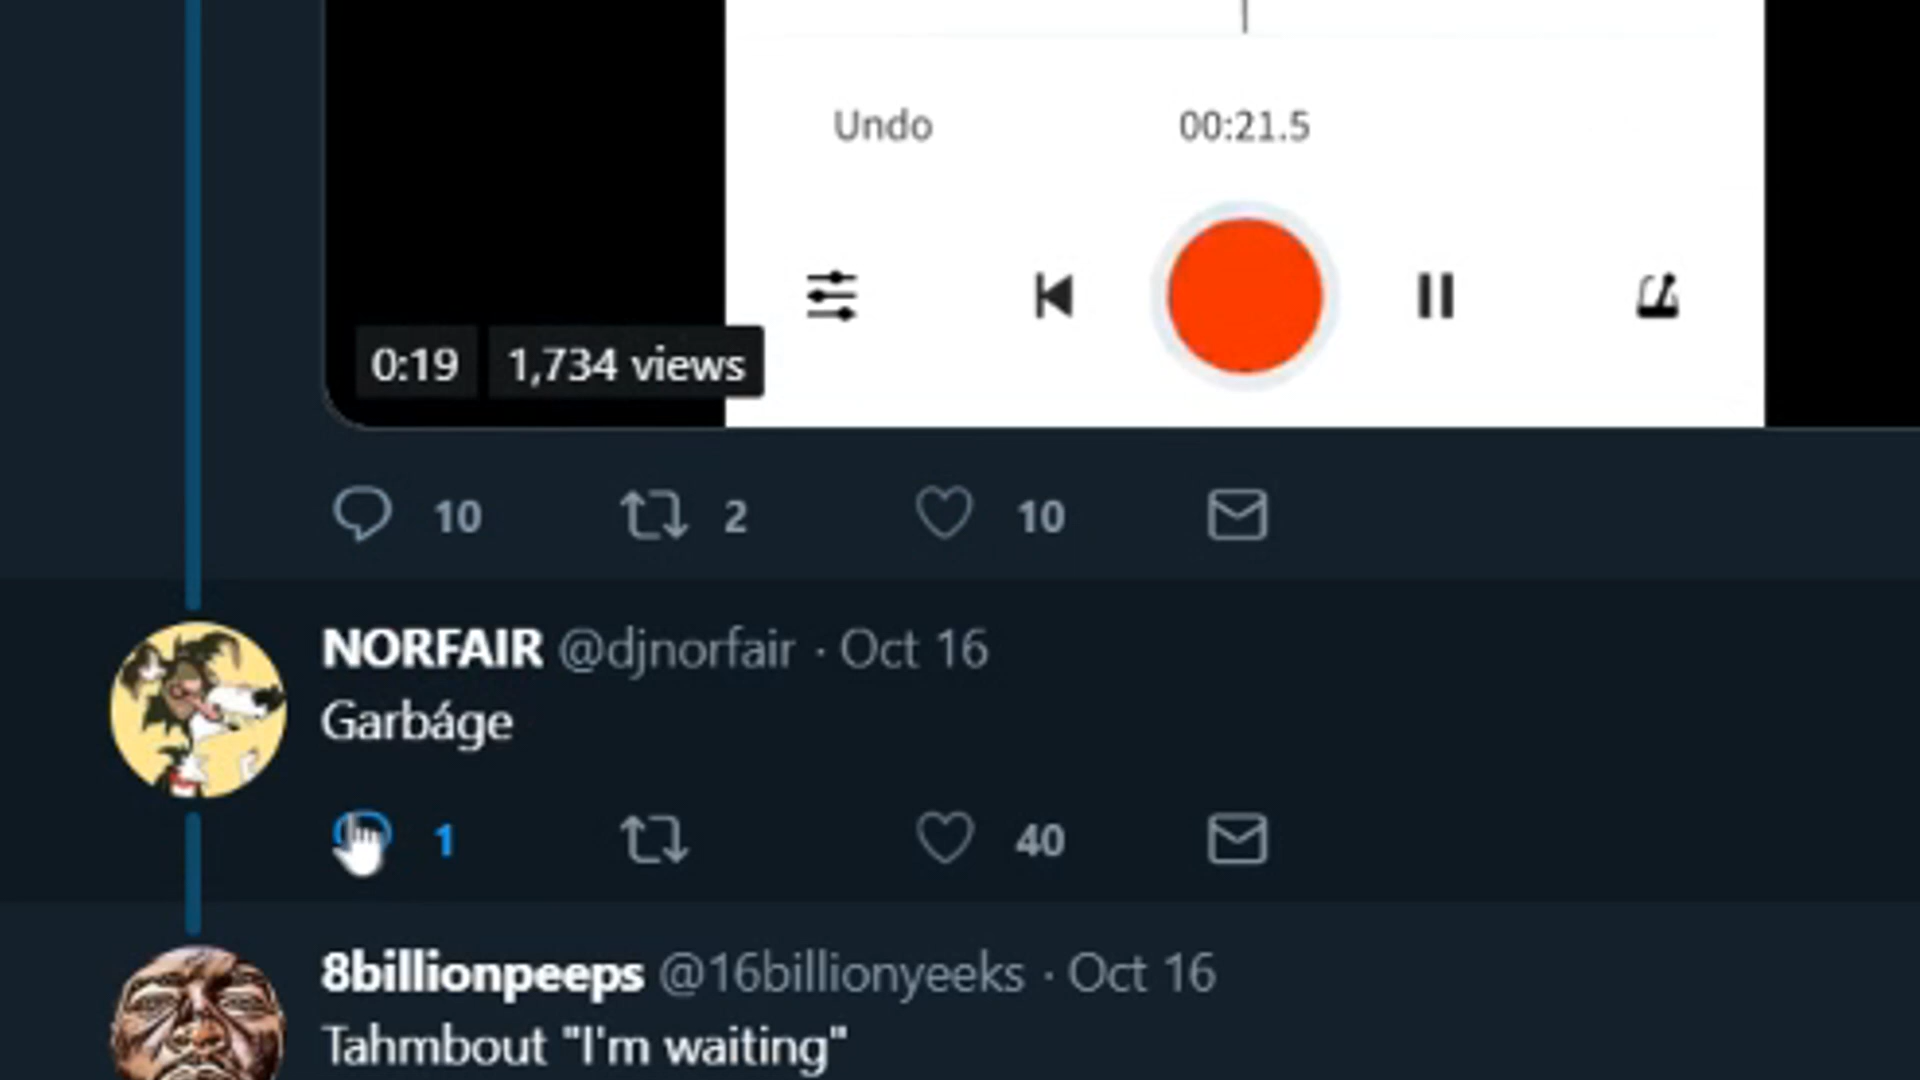 Undo 00:21.5
0:19 1,734 views
10 2 10
NORFAIR @djnorfair · Oct 16
Garbáge
1 40
8billionpeeps @16billionyeeks · Oct 16
Tahmbout "I'm waiting"